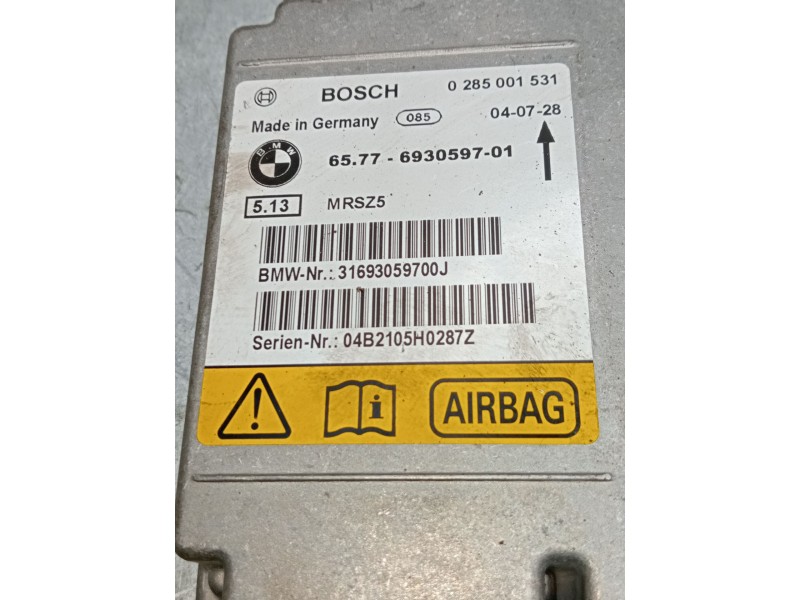 BOSCH 0 285 001 531
Made in Germany 085 04-07-28
BMW 65.77 - 6930597-01
5.13 MRSZ5
BMW-Nr.: 31693059700J
Serien-Nr.: 04B2105H0287Z
! i AIRBAG